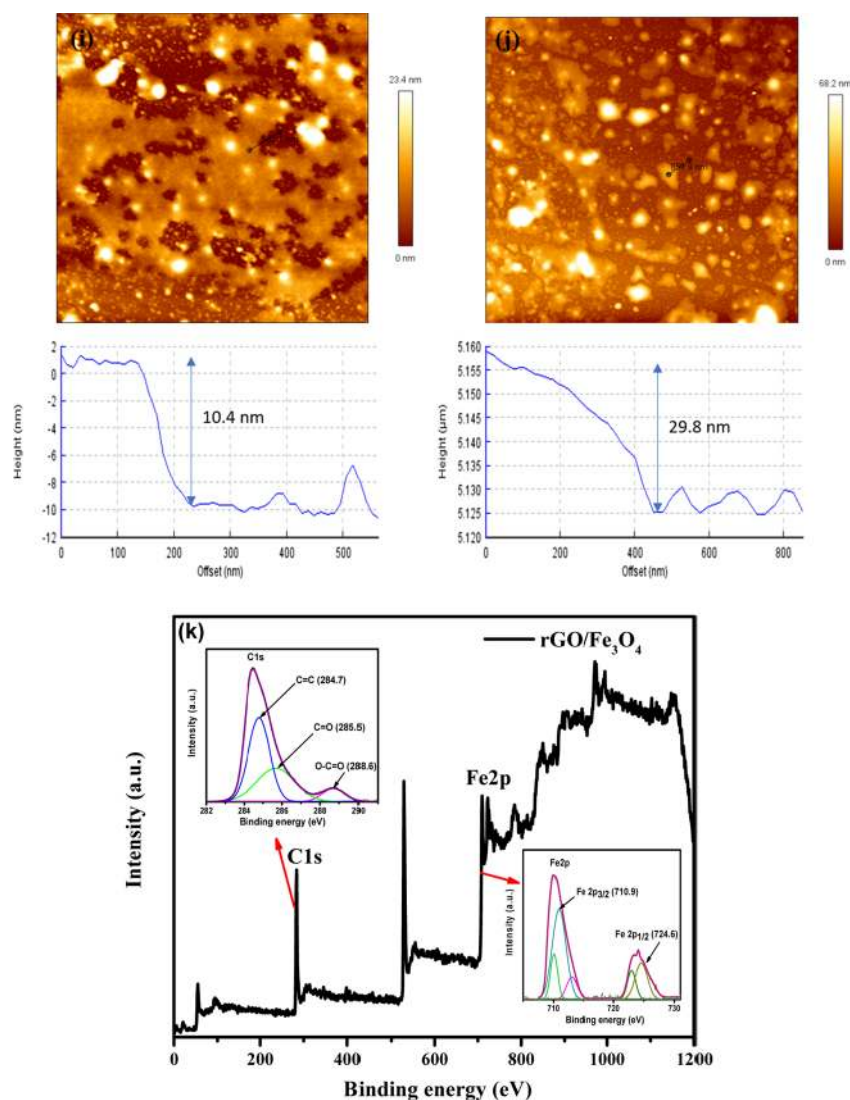 (i)
23.4 nm
0 nm
(j)
68.2 nm
0 nm
2
0
-2
-4
-6
-8
-10
-12
Height (nm)
10.4 nm
0 100 200 300 400 500
Offset (nm)
5.160
5.155
5.150
5.145
5.140
5.135
5.130
5.125
5.120
Height (µm)
29.8 nm
0 200 400 600 800
Offset (nm)
(k)
rGO/Fe3O4
C1s
C=C (284.7)
C=O (285.5)
O-C=O (288.6)
Intensity (a.u.)
282 284 286 288 290
Binding energy (eV)
C1s
Fe2p
Fe2p
Fe 2p3/2 (710.9)
Fe 2p1/2 (724.6)
Intensity (a.u.)
710 720 730
Binding energy (eV)
Intensity (a.u.)
0 200 400 600 800 1000 1200
Binding energy (eV)